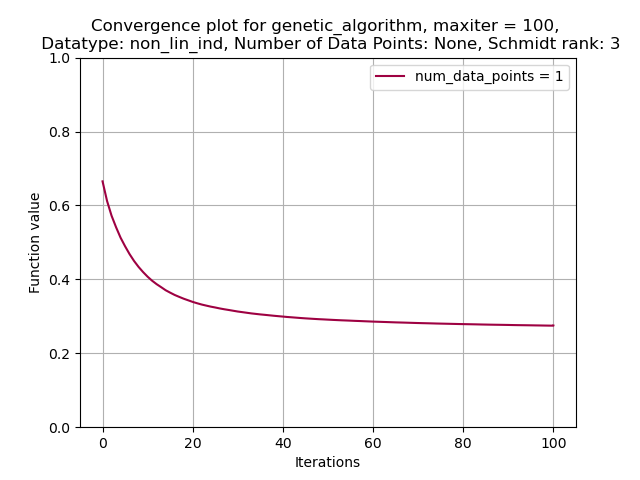 Convergence plot for genetic_algorithm, maxiter = 100,
Datatype: non_lin_ind, Number of Data Points: None, Schmidt rank: 3
num_data_points = 1
1.0
0.8
0.6
0.4
0.2
0.0
Function value
0 20 40 60 80 100
Iterations